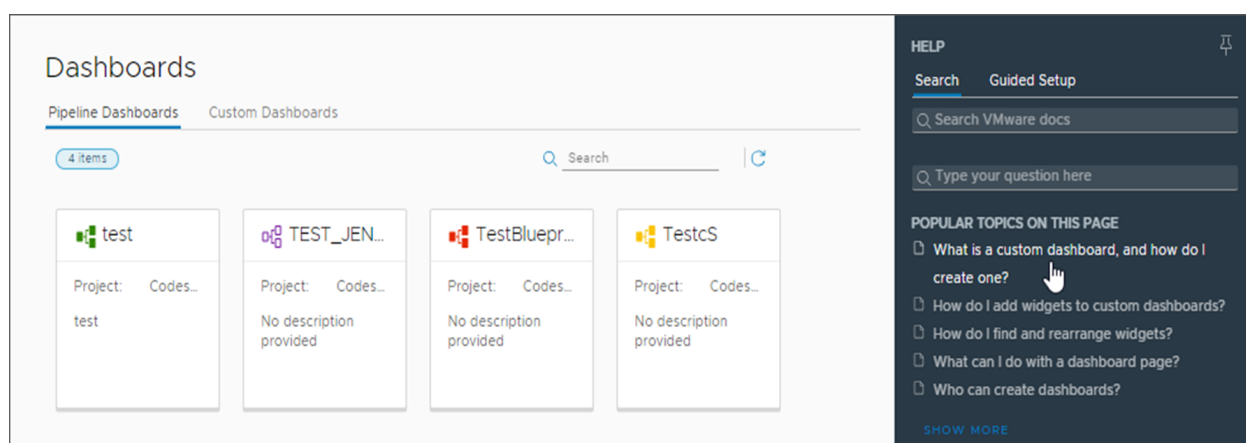 Dashboards
Pipeline Dashboards Custom Dashboards
4 items
Search
test
Project: Codes...
test
TEST_JEN...
Project: Codes...
No description
provided
TestBluepr...
Project: Codes...
No description
provided
TestcS
Project: Codes...
No description
provided
HELP
Search Guided Setup
Search VMware docs
Type your question here
POPULAR TOPICS ON THIS PAGE
What is a custom dashboard, and how do I
create one?
How do I add widgets to custom dashboards?
How do I find and rearrange widgets?
What can I do with a dashboard page?
Who can create dashboards?
SHOW MORE